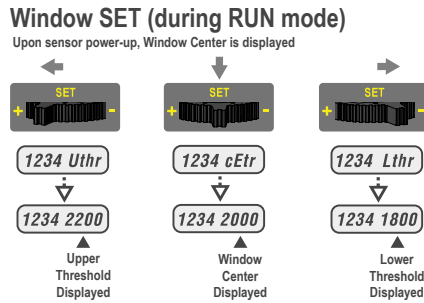 Window SET (during RUN mode)
Upon sensor power-up, Window Center is displayed
SET SET SET
+ - + - + -
1234 Uthr 1234 cEtr 1234 Lthr
1234 2200 1234 2000 1234 1800
Upper Window Lower
Threshold Center Threshold
Displayed Displayed Displayed